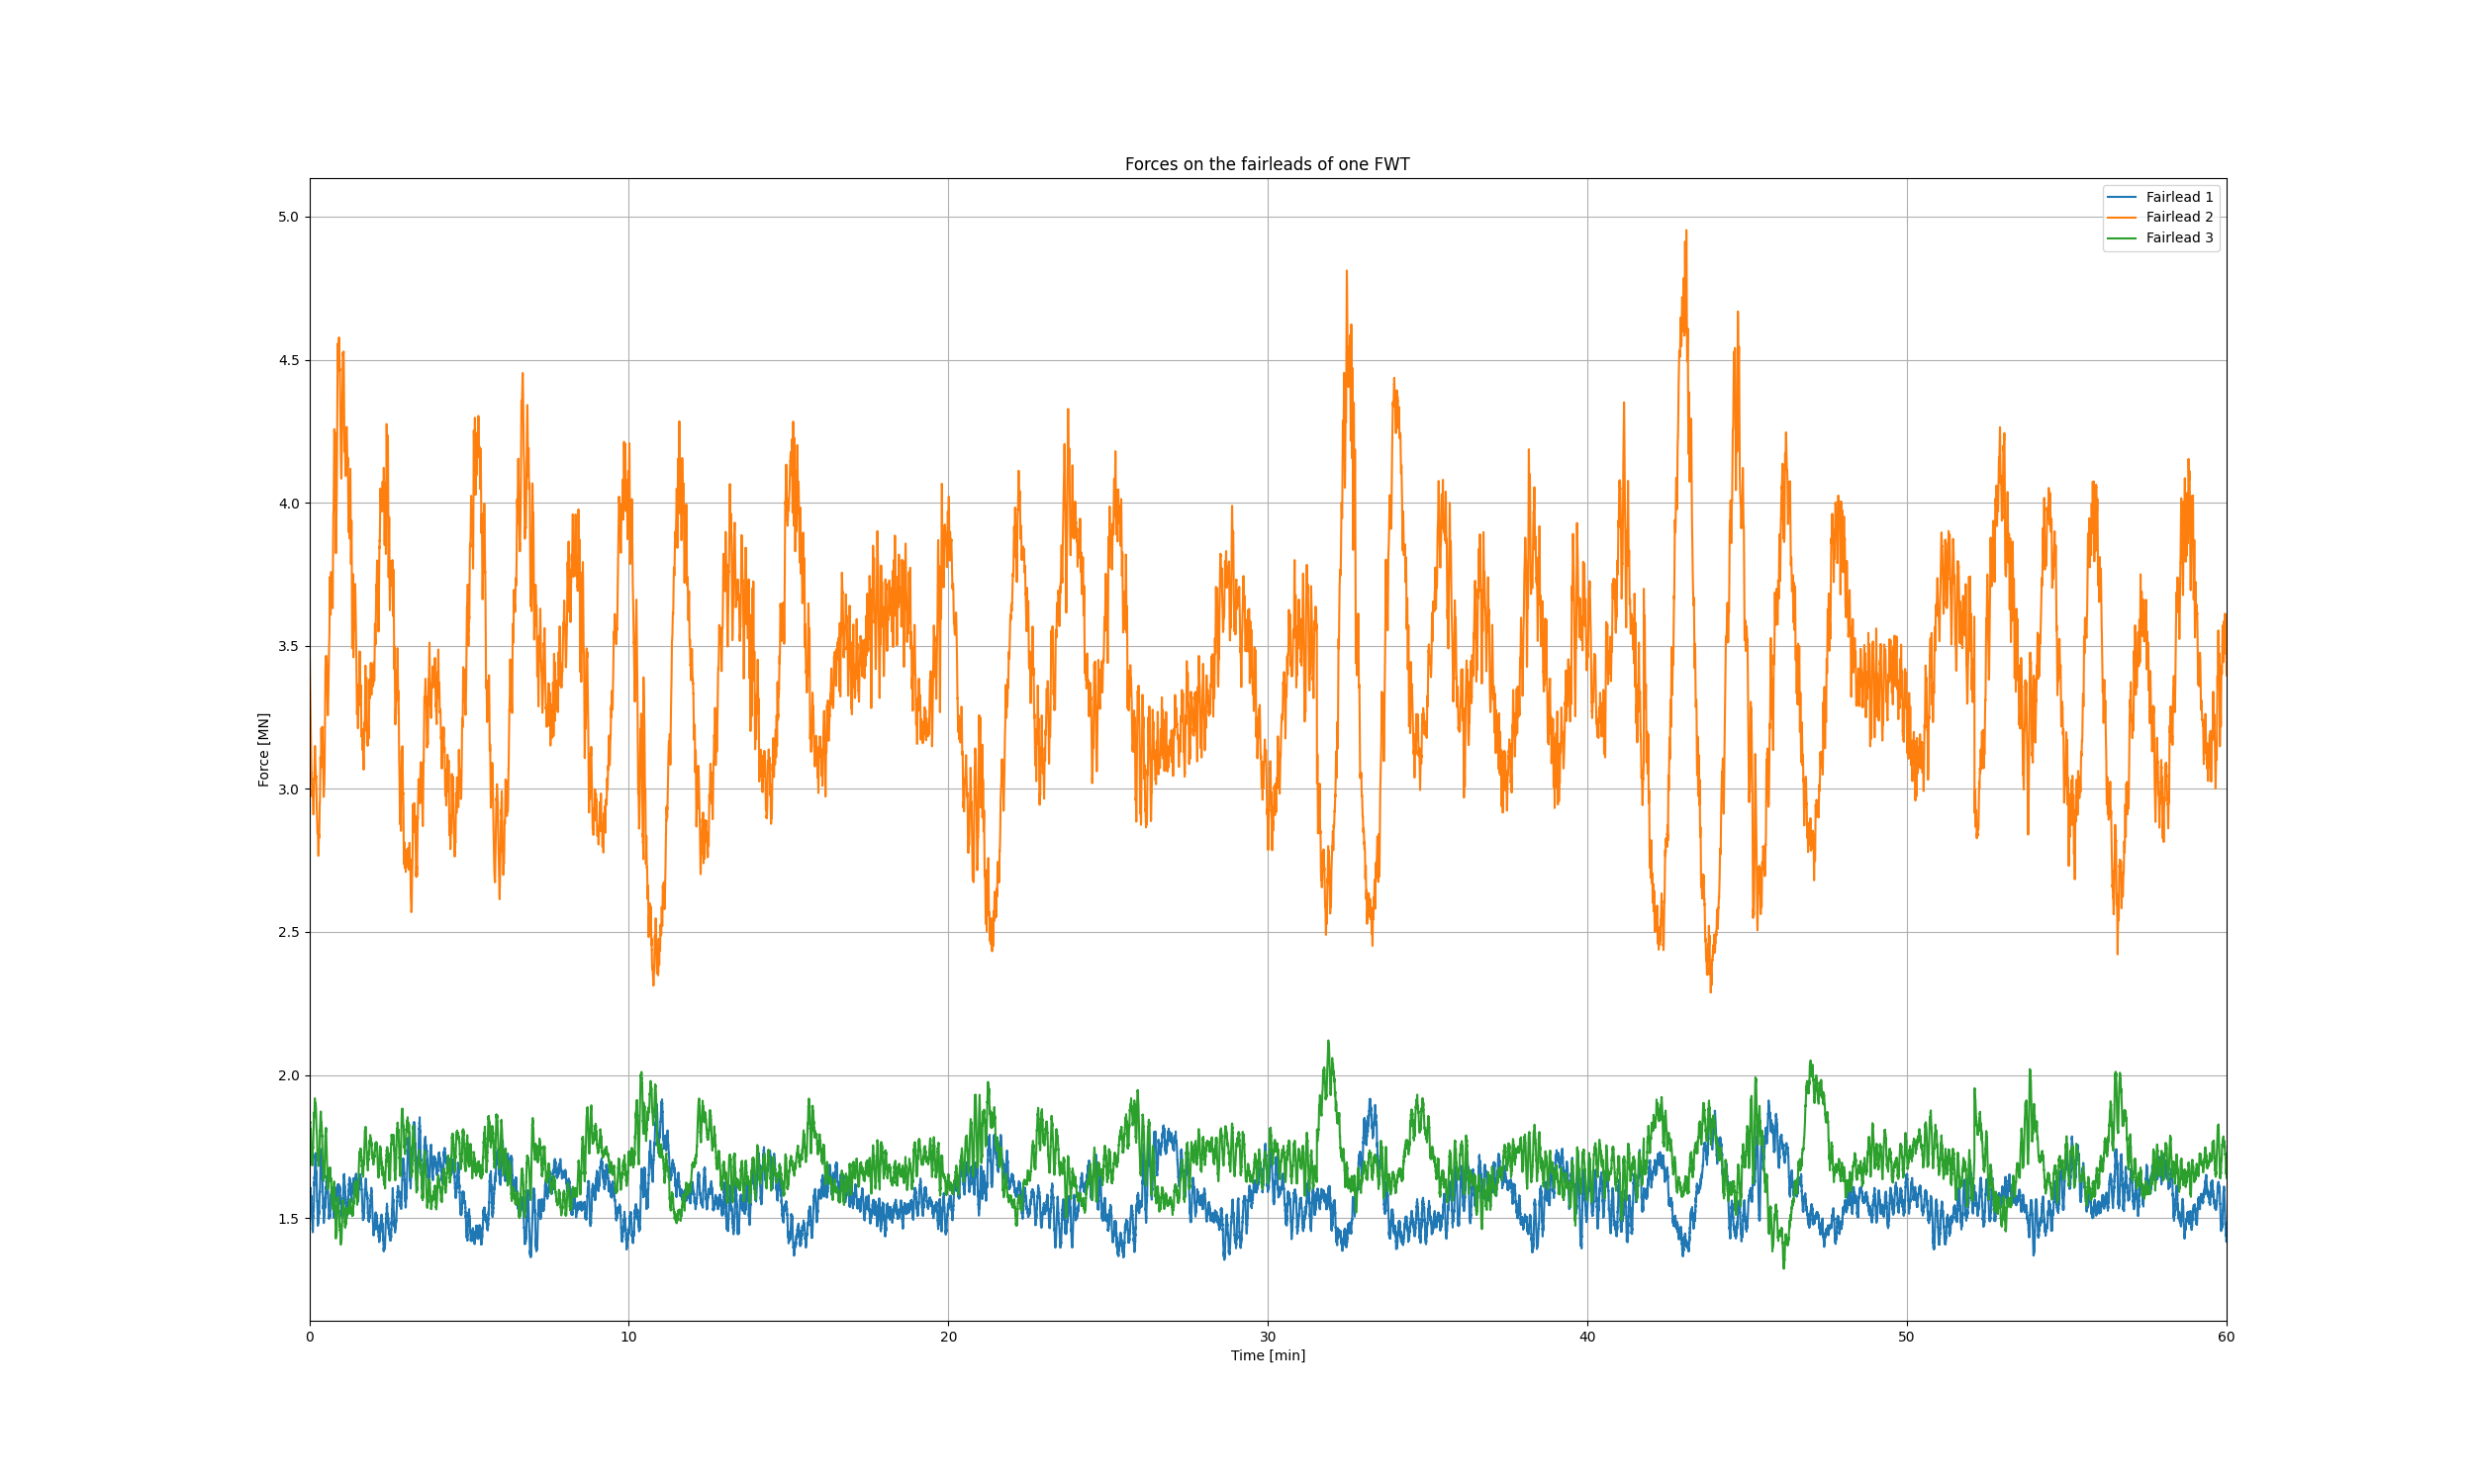 Forces on the fairleads of one FWT
Fairlead 1
Fairlead 2
Fairlead 3
Force [MN]
5.0
4.5
4.0
3.5
3.0
2.5
2.0
1.5
0 10 20 30 40 50 60
Time [min]